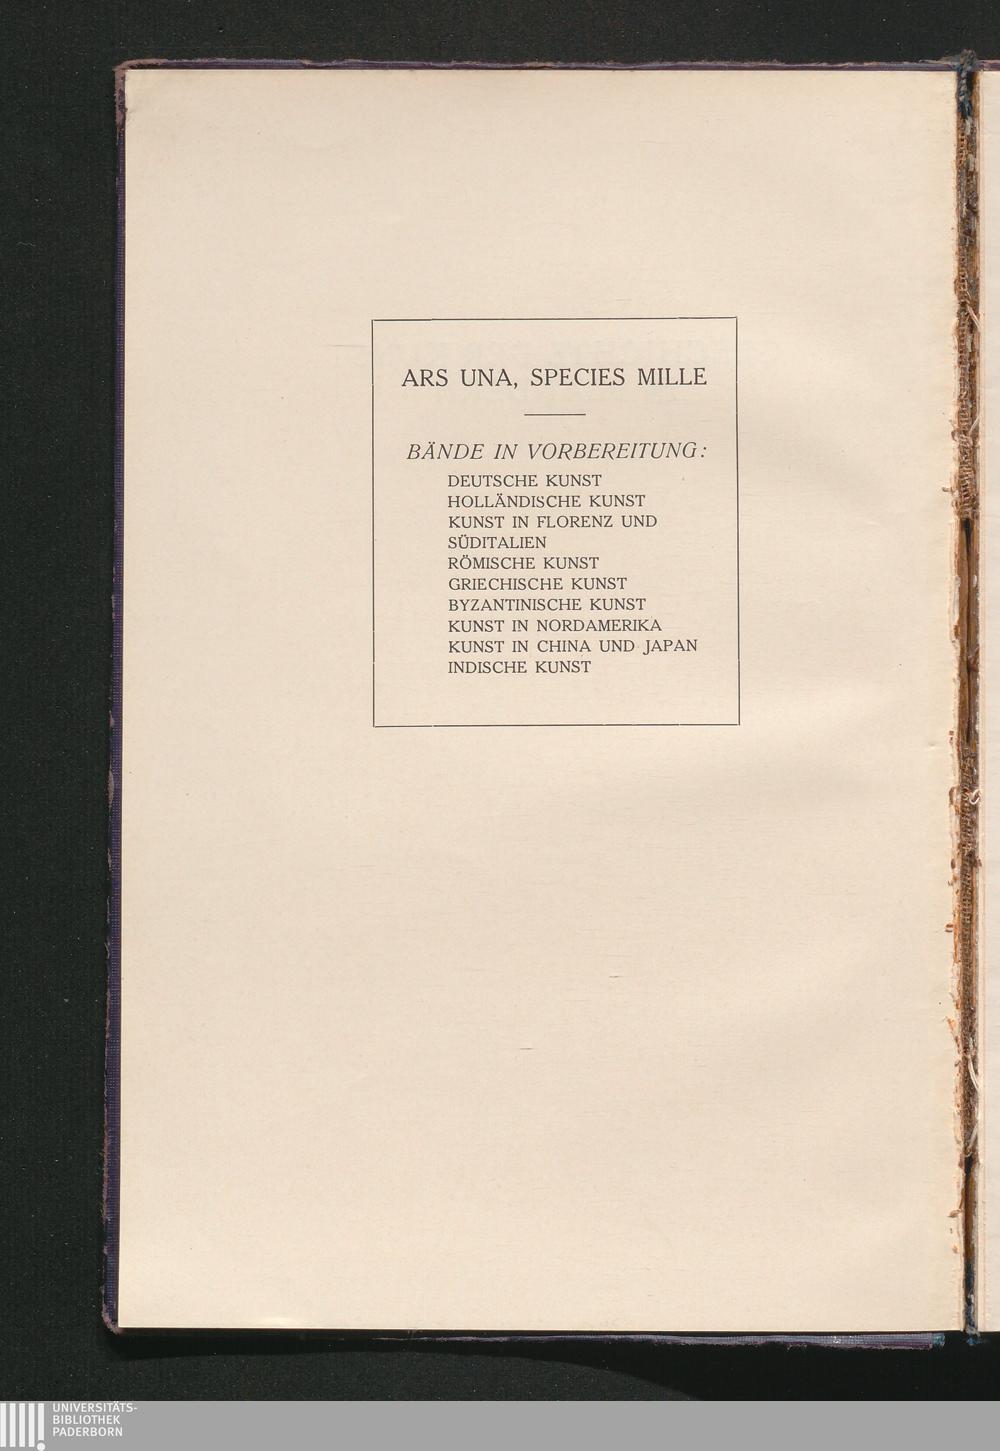 ARS UNA, SPECIES MILLE
BÄNDE IN VORBEREITUNG:
DEUTSCHE KUNST
HOLLÄNDISCHE KUNST
KUNST IN FLORENZ UND
SÜDITALIEN
RÖMISCHE KUNST
GRIECHISCHE KUNST
BYZANTINISCHE KUNST
KUNST IN NORDAMERIKA
KUNST IN CHINA UND JAPAN
INDISCHE KUNST
UNIVERSITÄTS-
BIBLIOTHEK
PADERBORN